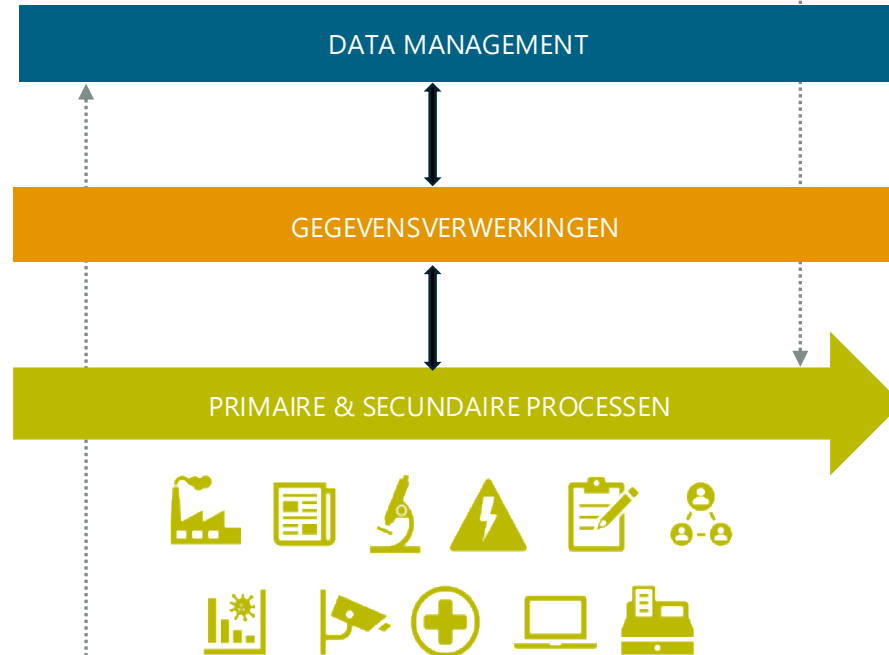 DATA MANAGEMENT
GEGEVENSVERWERKINGEN
PRIMAIRE & SECUNDAIRE PROCESSEN